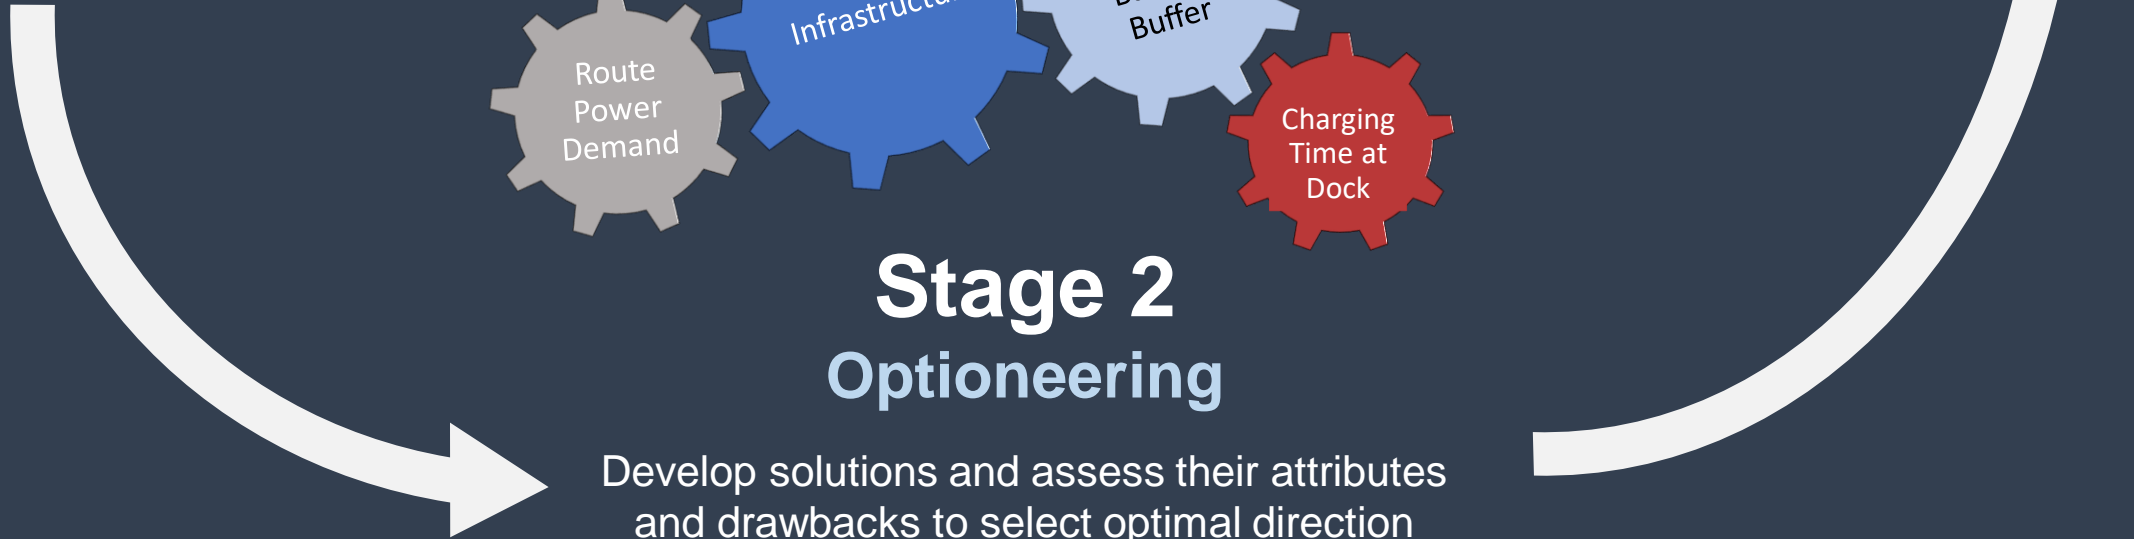 Route
Power
Demand
Buffer
Charging
Time at
Dock
Stage 2
Optioneering
Develop solutions and assess their attributes
and drawbacks to select optimal direction